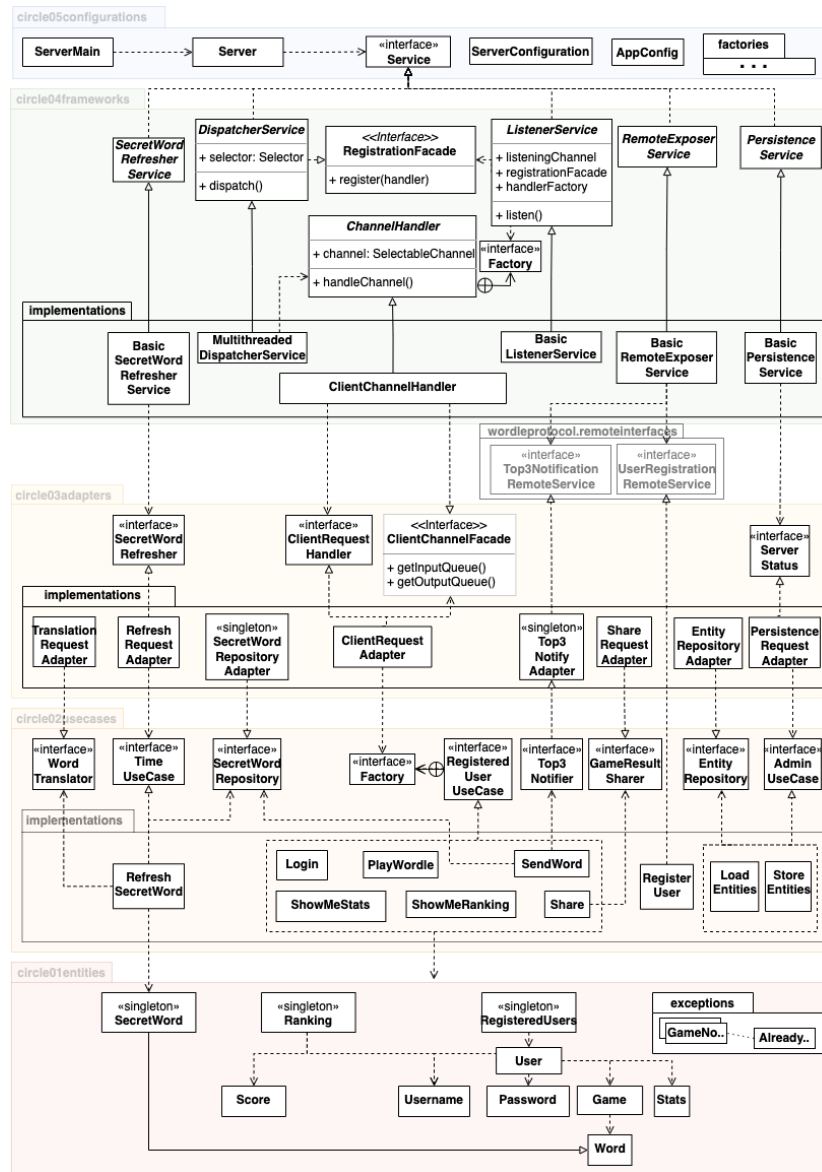 circle05configurations
ServerMain
Server
«interface»
Service
ServerConfiguration
AppConfig
factories
. . .
circle04frameworks
SecretWord
Refresher
Service
DispatcherService
+ selector: Selector
+ dispatch()
<<Interface>>
RegistrationFacade
+ register(handler)
ListenerService
+ listeningChannel
+ registrationFacade
+ handlerFactory
+ listen()
RemoteExposer
Service
Persistence
Service
ChannelHandler
+ channel: SelectableChannel
+ handleChannel()
«interface»
Factory
implementations
Basic
SecretWord
Refresher
Service
Multithreaded
DispatcherService
ClientChannelHandler
Basic
ListenerService
Basic
RemoteExposer
Service
Basic
Persistence
Service
wordleprotocol.remoteinterfaces
«interface»
Top3Notification
RemoteService
«interface»
UserRegistration
RemoteService
circle03adapters
«interface»
SecretWord
Refresher
«interface»
ClientRequest
Handler
<<Interface>>
ClientChannelFacade
+ getInputQueue()
+ getOutputQueue()
«interface»
Server
Status
implementations
Translation
Request
Adapter
Refresh
Request
Adapter
«singleton»
SecretWord
Repository
Adapter
ClientRequest
Adapter
«singleton»
Top3
Notify
Adapter
Share
Request
Adapter
Entity
Repository
Adapter
Persistence
Request
Adapter
circle02usecases
«interface»
Word
Translator
«interface»
Time
UseCase
«interface»
SecretWord
Repository
«interface»
Factory
«interface»
Registered
User
UseCase
«interface»
Top3
Notifier
«interface»
GameResult
Sharer
«interface»
Entity
Repository
«interface»
Admin
UseCase
implementations
Refresh
SecretWord
Login
PlayWordle
SendWord
ShowMeStats
ShowMeRanking
Share
Register
User
Load
Entities
Store
Entities
circle01entities
«singleton»
SecretWord
«singleton»
Ranking
«singleton»
RegisteredUsers
exceptions
GameNo..
Already..
User
Score
Username
Password
Game
Stats
Word